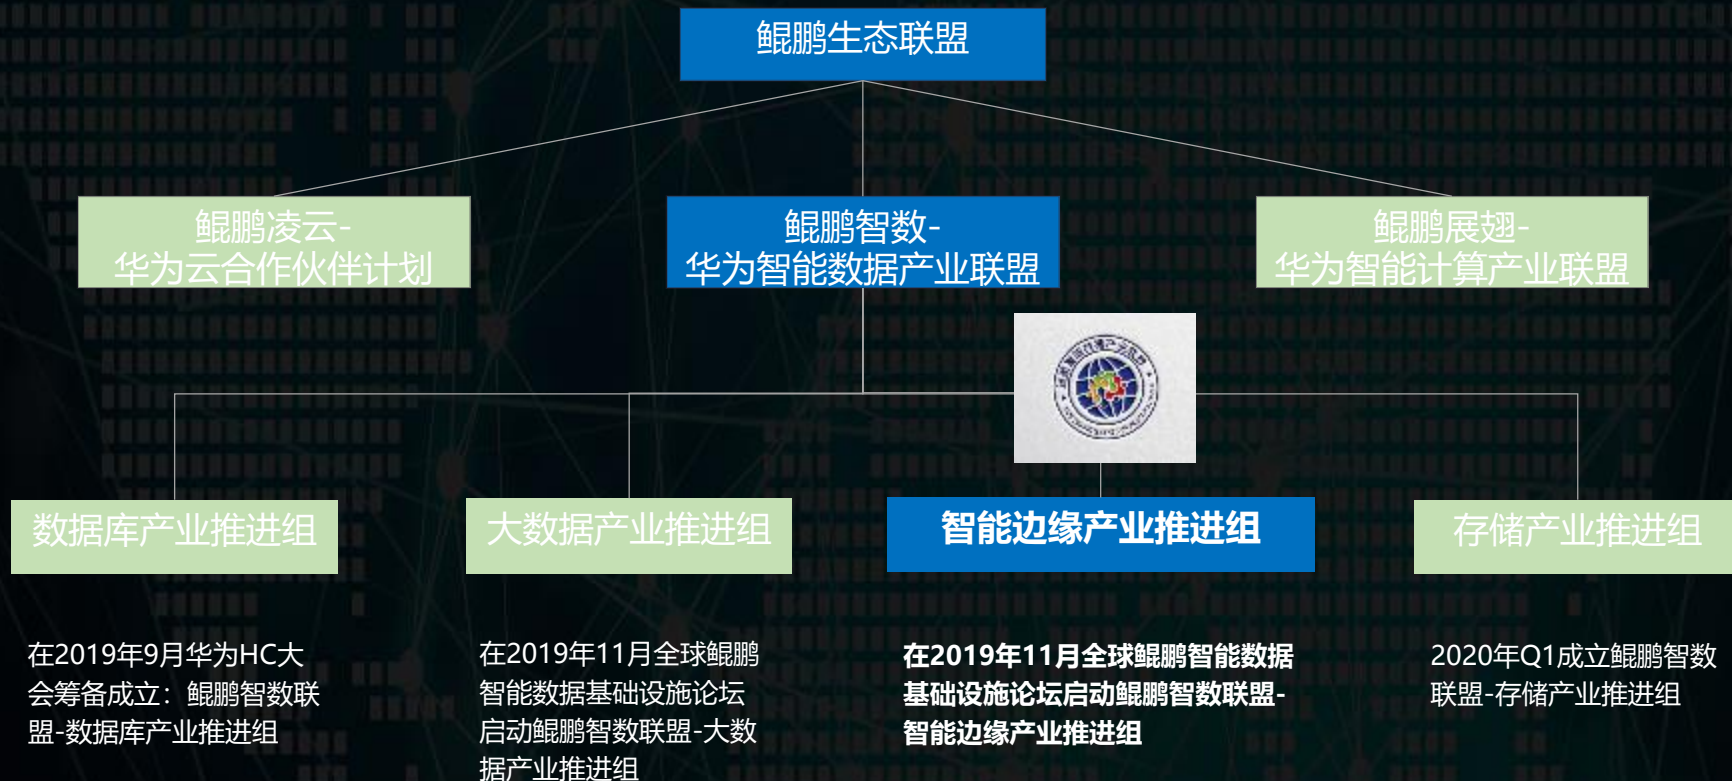 鲲鹏生态联盟
鲲鹏凌云-
华为云合作伙伴计划
鲲鹏智数-
华为智能数据产业联盟
鲲鹏展翅-
华为智能计算产业联盟
数据库产业推进组
大数据产业推进组
智能边缘产业推进组
存储产业推进组
在2019年9月华为HC大
会筹备成立：鲲鹏智数联
盟-数据库产业推进组
在2019年11月全球鲲鹏
智能数据基础设施论坛
启动鲲鹏智数联盟-大数
据产业推进组
在2019年11月全球鲲鹏智能数据
基础设施论坛启动鲲鹏智数联盟-
智能边缘产业推进组
2020年Q1成立鲲鹏智数
联盟-存储产业推进组